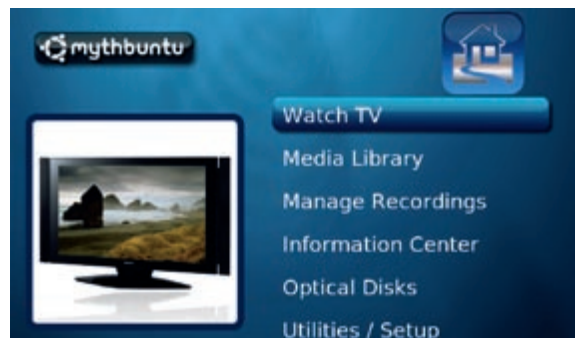 mythbuntu
Watch TV
Media Library
Manage Recordings
Information Center
Optical Disks
Utilities / Setup